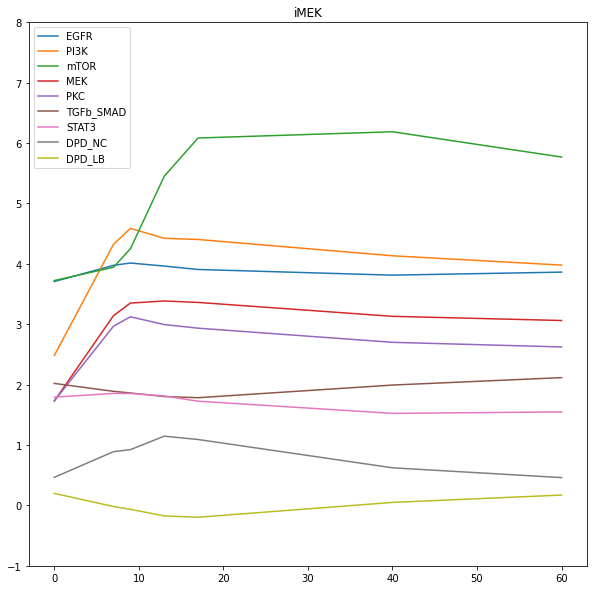 iMEK
EGFR
PI3K
mTOR
MEK
PKC
TGFb_SMAD
STAT3
DPD_NC
DPD_LB
8
7
6
5
4
3
2
1
0
−1
0 10 20 30 40 50 60